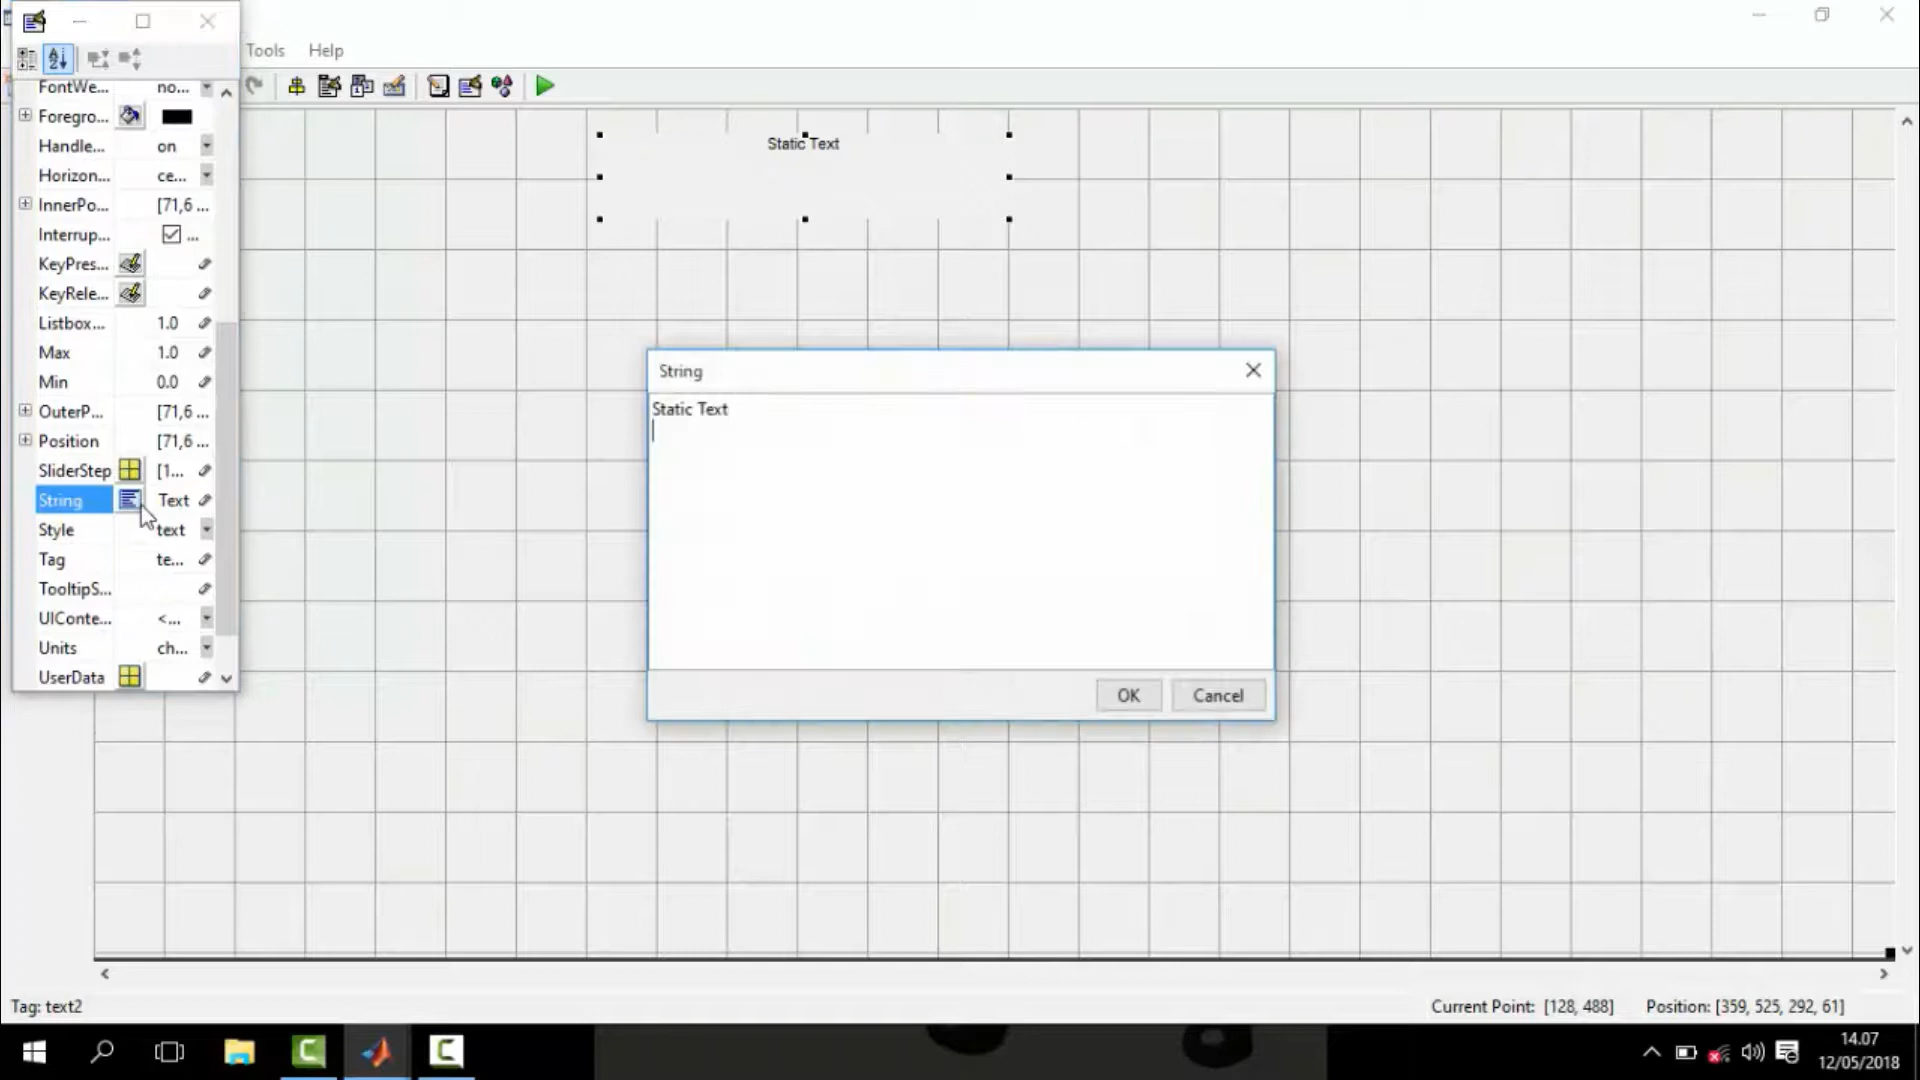 Tools Help
FontWe... no...
Foregro...
Handle... on
Horizon... ce...
InnerPo... [71,6 ...
Interrup... ...
KeyPres...
KeyRele...
Listbox... 1.0
Max 1.0
Min 0.0
OuterP... [71,6 ...
Position [71,6 ...
SliderStep [1...
String Text
Style text
Tag te...
TooltipS...
UIConte... <...
Units ch...
UserData
Static Text
String
Static Text
OK Cancel
Tag: text2
Current Point: [128, 488] Position: [359, 525, 292, 61]
14.07
12/05/2018